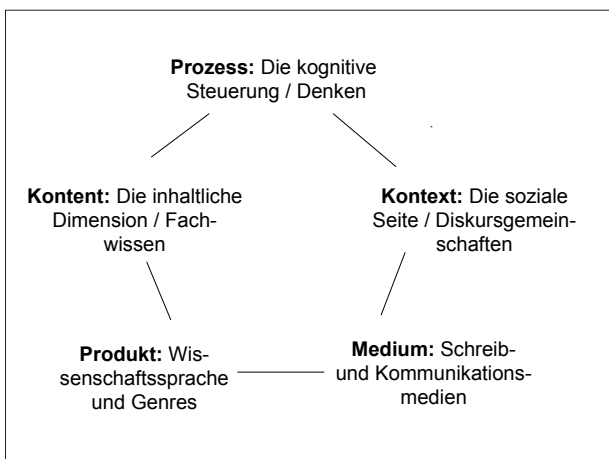 Prozess: Die kognitive
Steuerung / Denken
Kontent: Die inhaltliche
Dimension / Fach-
wissen
Kontext: Die soziale
Seite / Diskursgemein-
schaften
Produkt: Wis-
senschaftssprache
und Genres
Medium: Schreib-
und Kommunikations-
medien